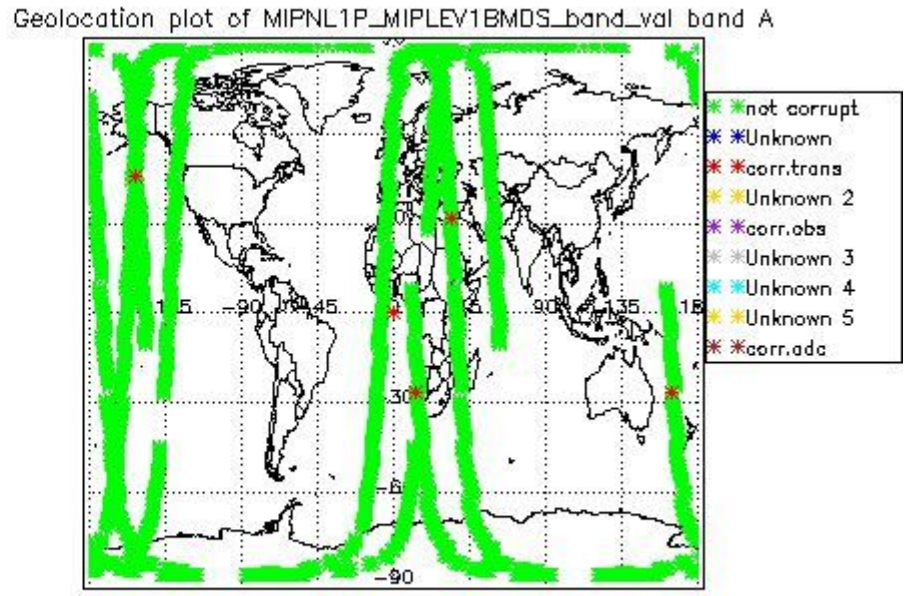 Geolocation plot of MIPNL1P_MIPLEV1BMDS_band_val band A
not corrupt
Unknown
corr.trans
Unknown 2
corr.obs
Unknown 3
Unknown 4
Unknown 5
corr.adc
-90
45
90
135
30
-6
-90